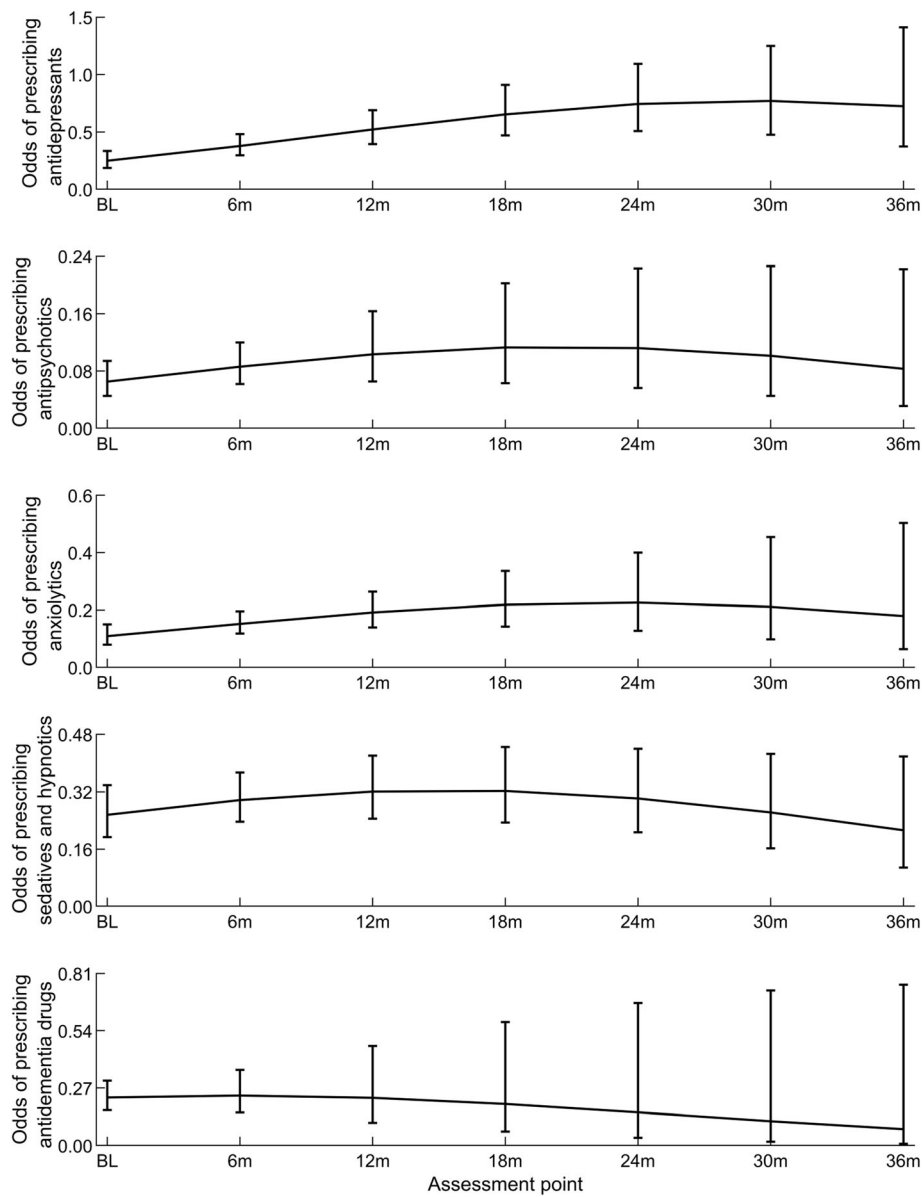 Odds of prescribing
antidepressants
1.5
1.0
0.5
0.0
BL 6m 12m 18m 24m 30m 36m
Odds of prescribing
antipsychotics
0.24
0.16
0.08
0.00
BL 6m 12m 18m 24m 30m 36m
Odds of prescribing
anxiolytics
0.6
0.4
0.2
0.0
BL 6m 12m 18m 24m 30m 36m
Odds of prescribing
sedatives and hypnotics
0.48
0.32
0.16
0.00
BL 6m 12m 18m 24m 30m 36m
Odds of prescribing
antidementia drugs
0.81
0.54
0.27
0.00
BL 6m 12m 18m 24m 30m 36m
Assessment point